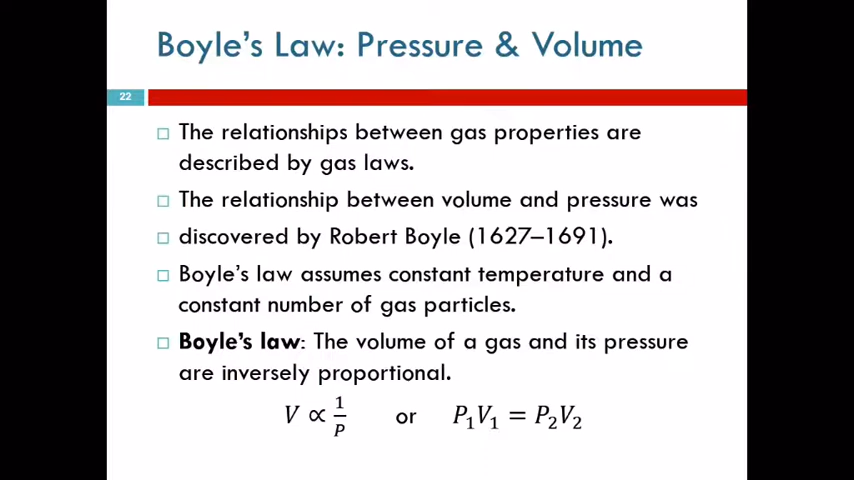 Boyle's Law: Pressure & Volume
22
□ The relationships between gas properties are
described by gas laws.
□ The relationship between volume and pressure was
□ discovered by Robert Boyle (1627–1691).
□ Boyle's law assumes constant temperature and a
constant number of gas particles.
□ Boyle's law: The volume of a gas and its pressure
are inversely proportional.
V ∝ 1/P or P₁V₁ = P₂V₂